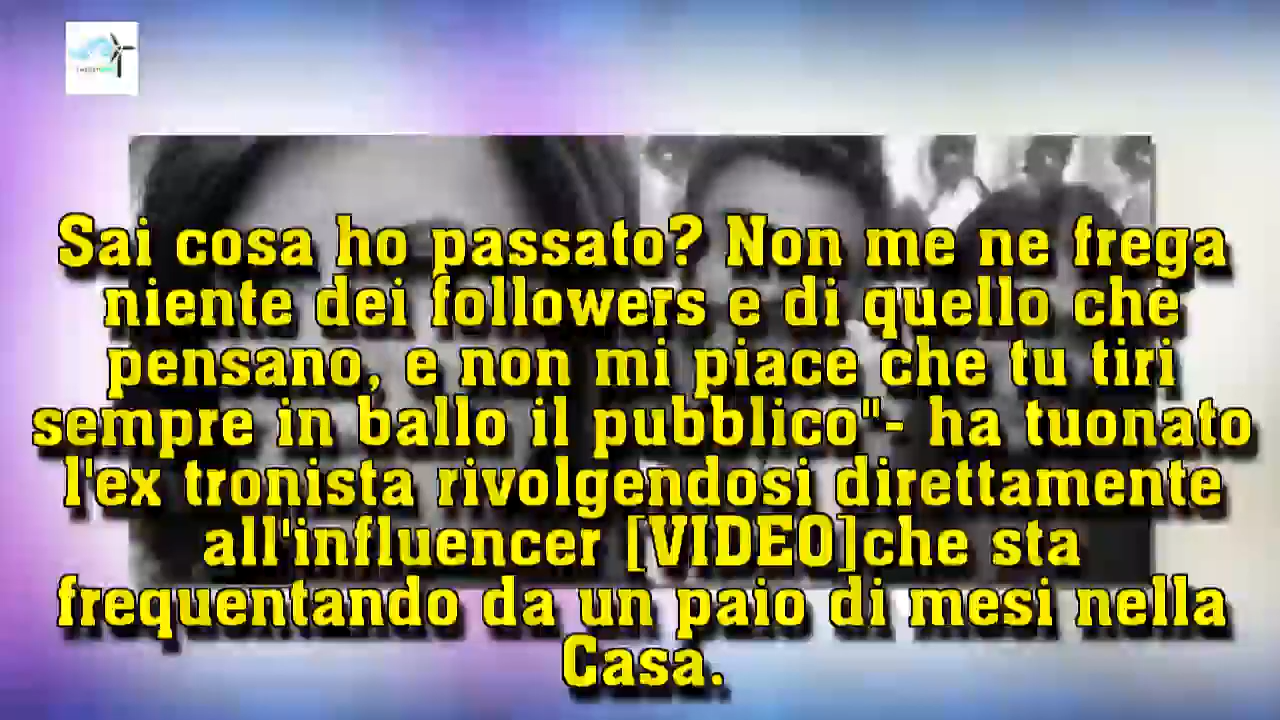 Sai cosa ho passato? Non me ne frega
niente dei followers e di quello che
pensano, e non mi piace che tu tiri
sempre in ballo il pubblico"- ha tuonato
l'ex tronista rivolgendosi direttamente
all'influencer [VIDEO]che sta
frequentando da un paio di mesi nella
Casa.